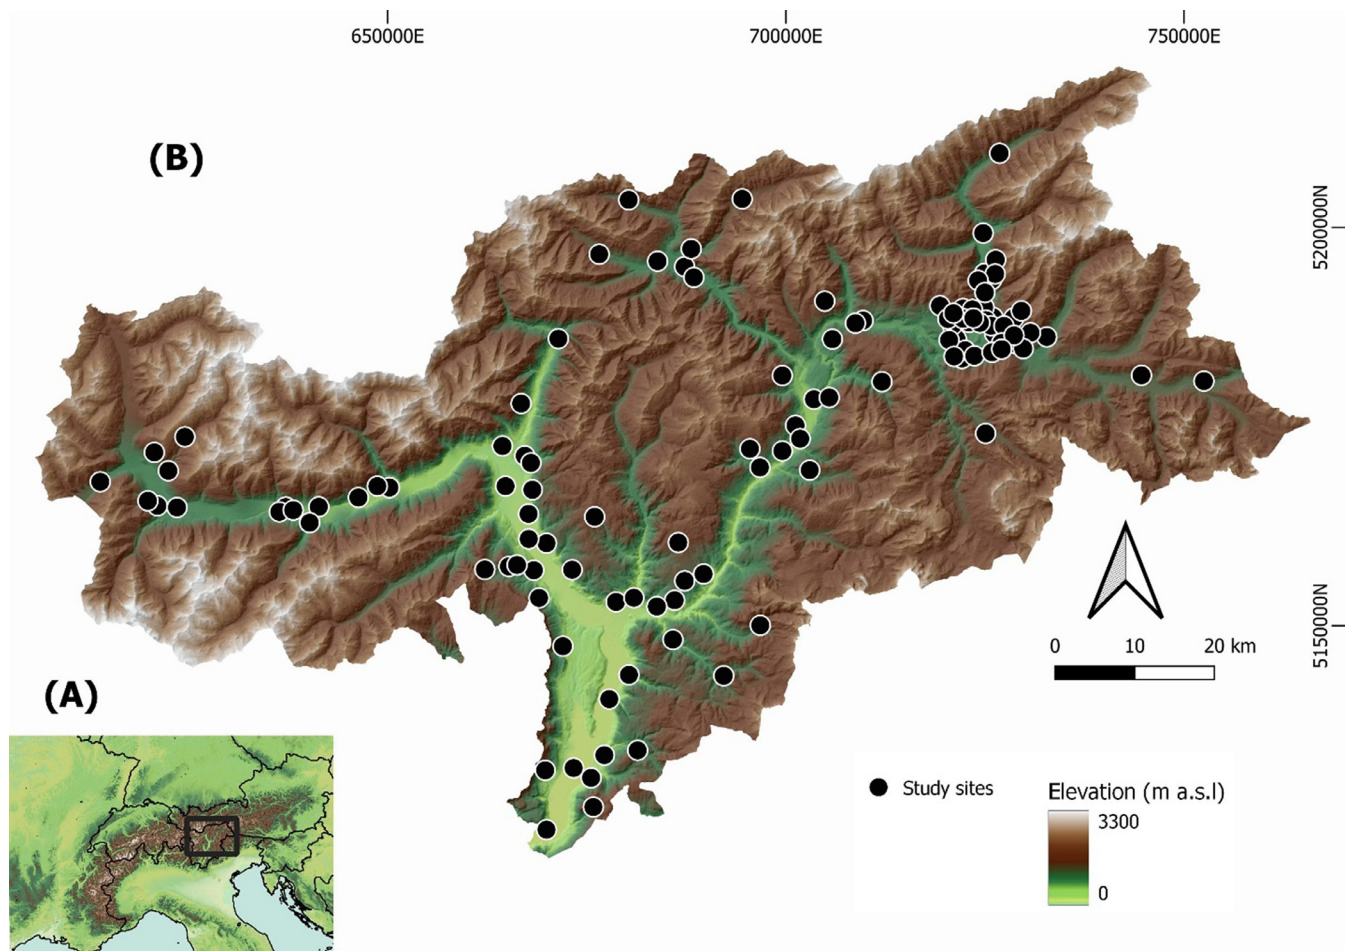 650000E
700000E
750000E
(B)
5200000N
5150000N
0
10
20 km
(A)
Study sites
Elevation (m a.s.l)
3300
0